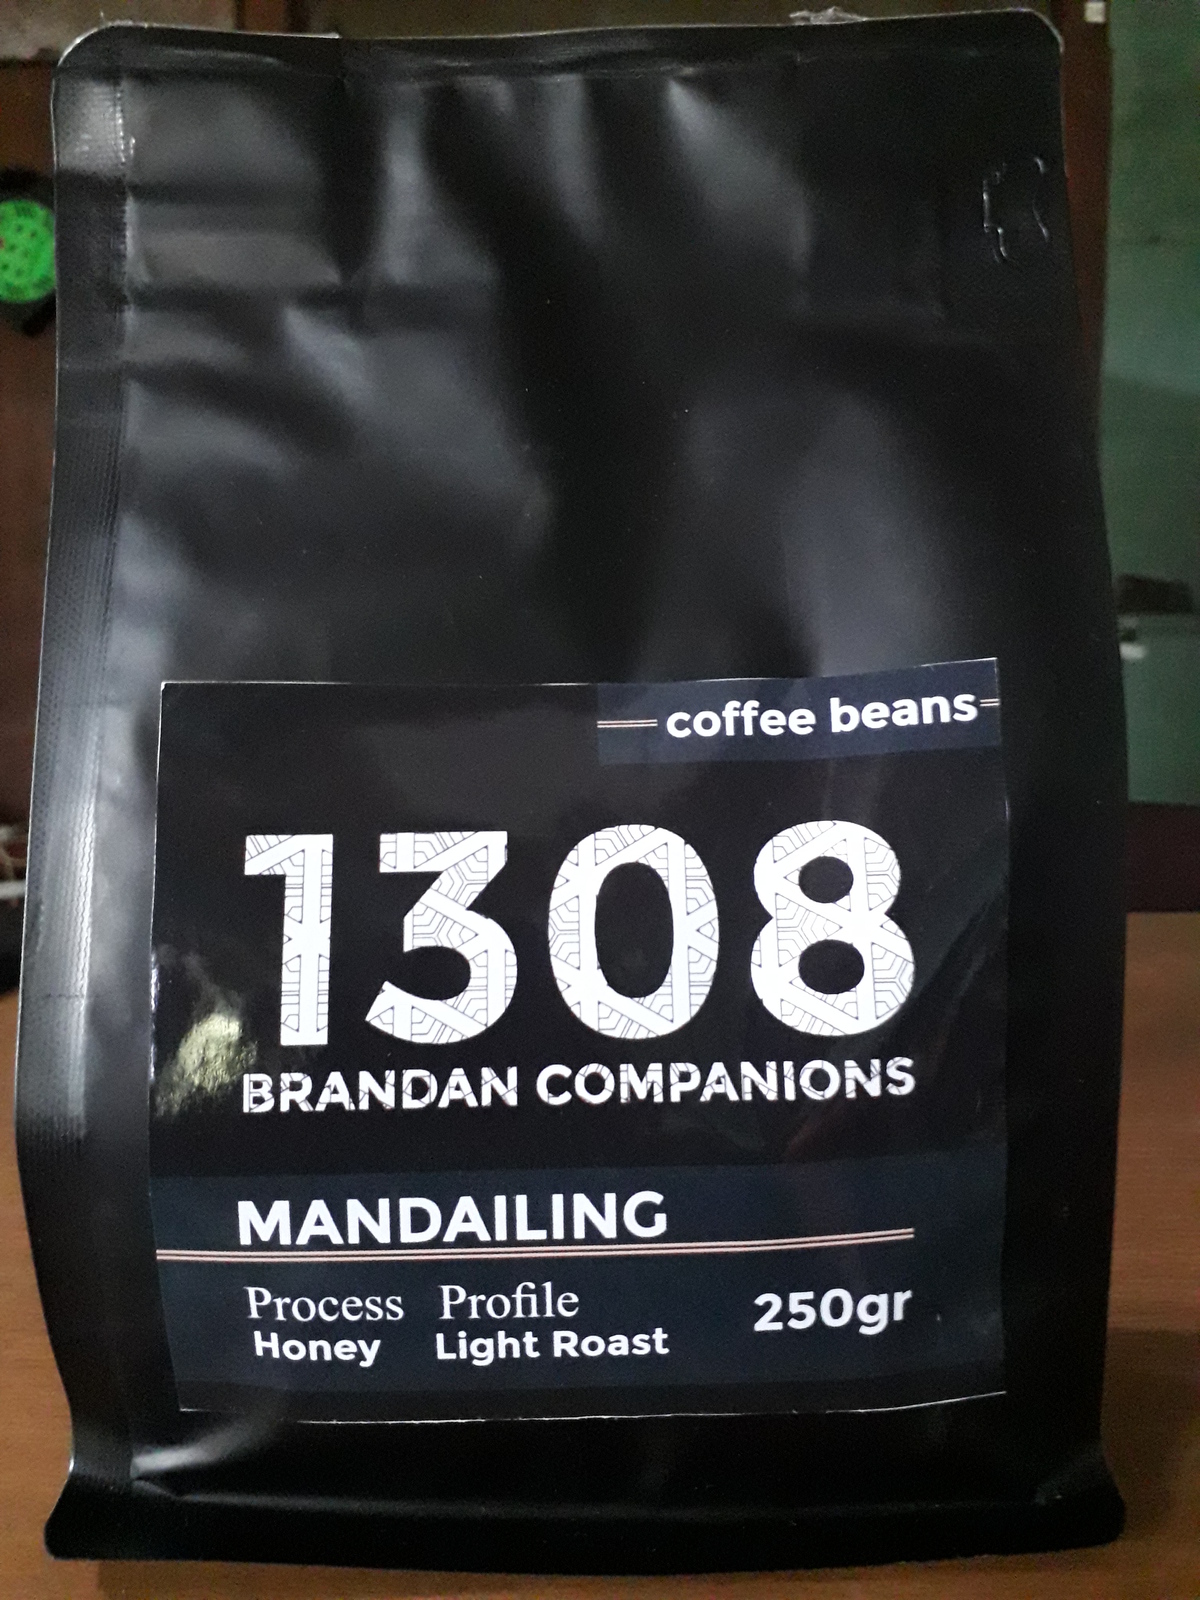 coffee beans
1308
BRANDAN COMPANIONS
MANDAILING
Process Profile
Honey Light Roast
250gr